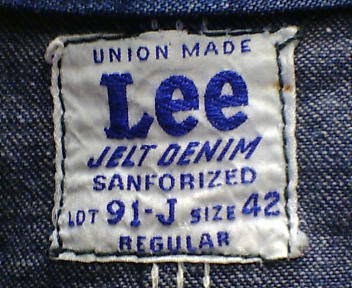 UNION MADE
Lee
JELT DENIM
SANFORIZED
LOT 91-J SIZE 42
REGULAR